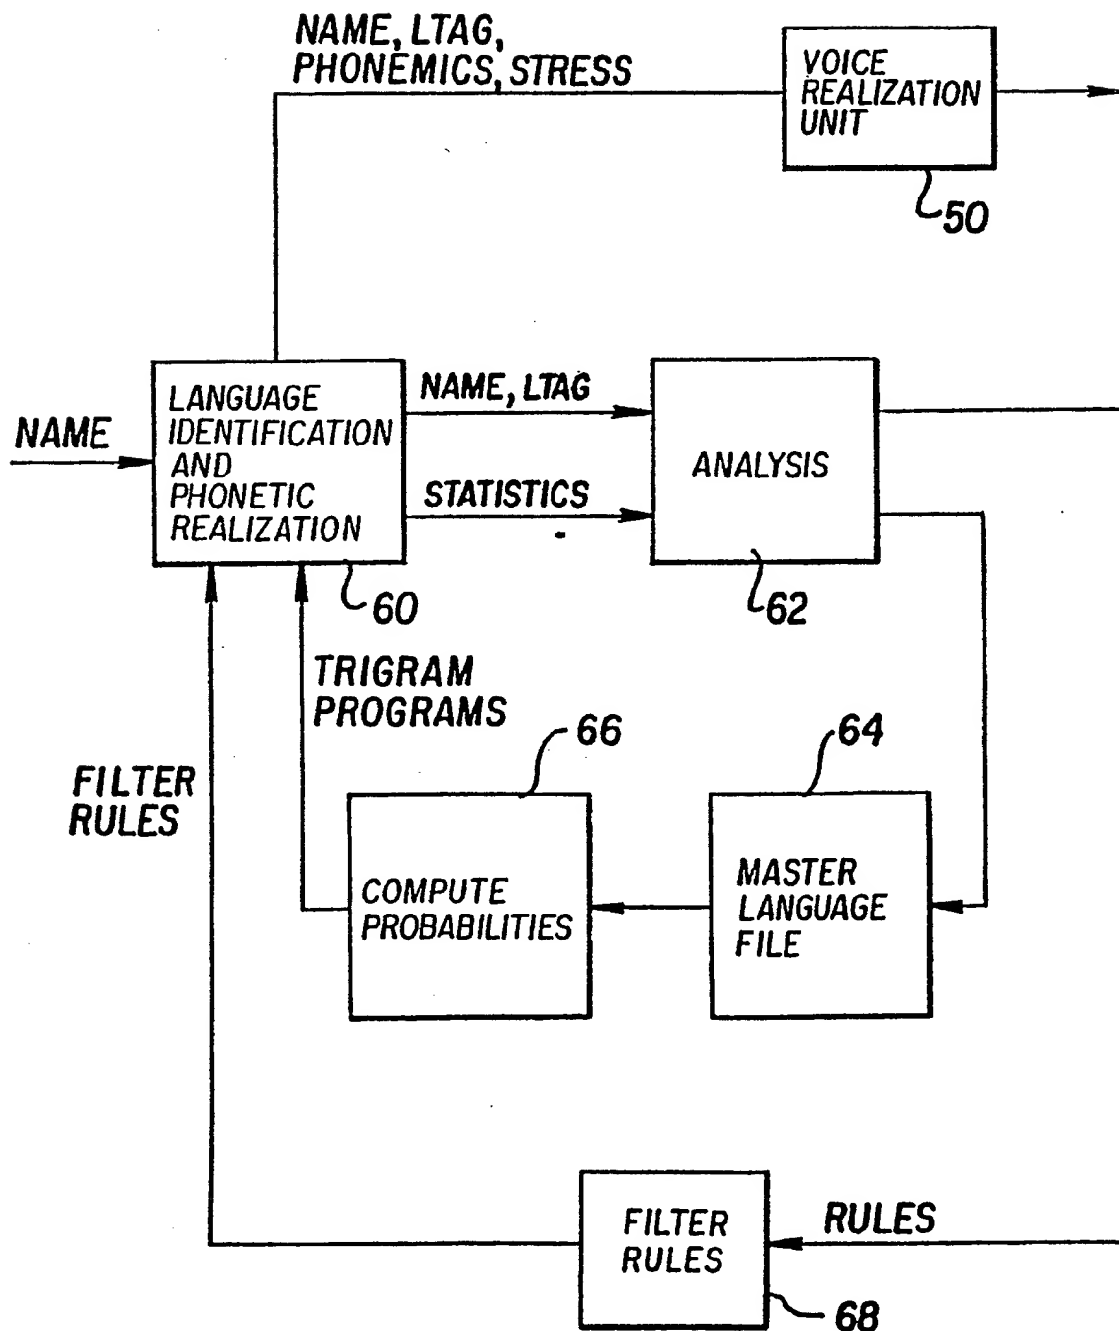 NAME, LTAG,
PHONEMICS, STRESS
VOICE
REALIZATION
UNIT
50
LANGUAGE
IDENTIFICATION
AND
PHONETIC
REALIZATION
NAME
NAME, LTAG
STATISTICS
ANALYSIS
60
62
TRIGRAM
PROGRAMS
FILTER
RULES
66
64
COMPUTE
PROBABILITIES
MASTER
LANGUAGE
FILE
FILTER
RULES
RULES
68